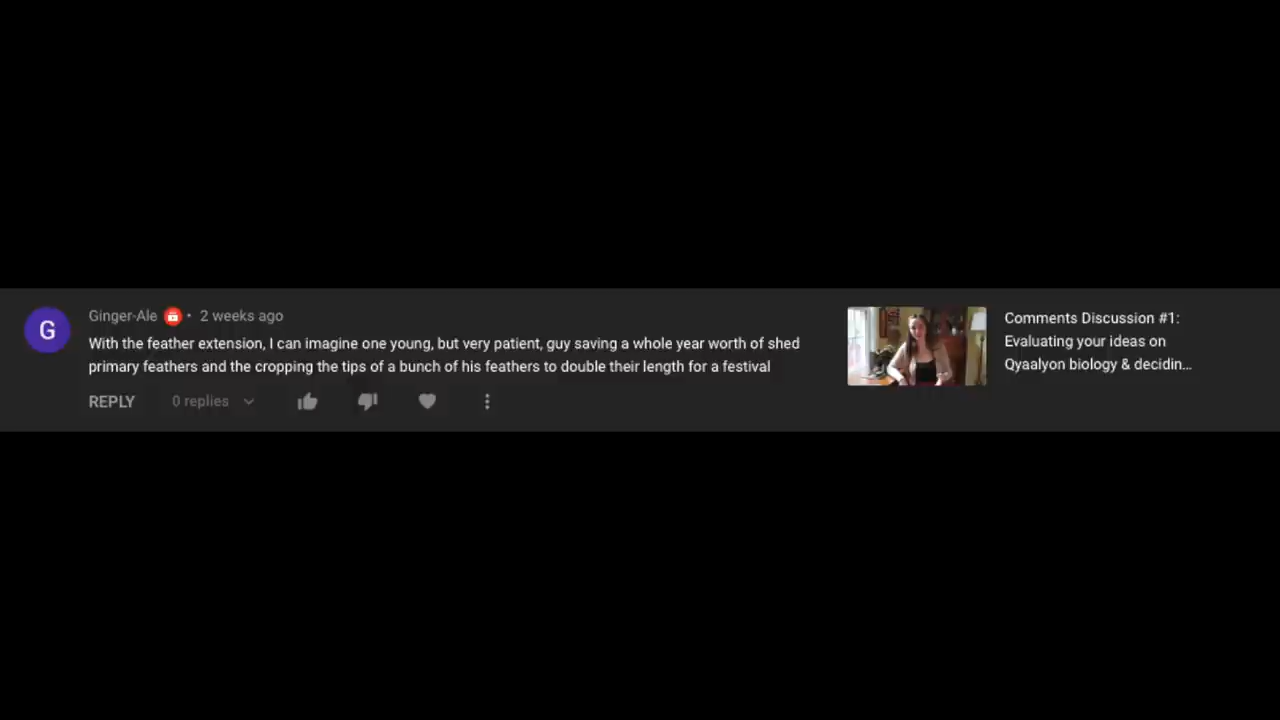 G
Ginger-Ale • 2 weeks ago
With the feather extension, I can imagine one young, but very patient, guy saving a whole year worth of shed
primary feathers and the cropping the tips of a bunch of his feathers to double their length for a festival
REPLY 0 replies
Comments Discussion #1:
Evaluating your ideas on
Qyaalyon biology & decidin...